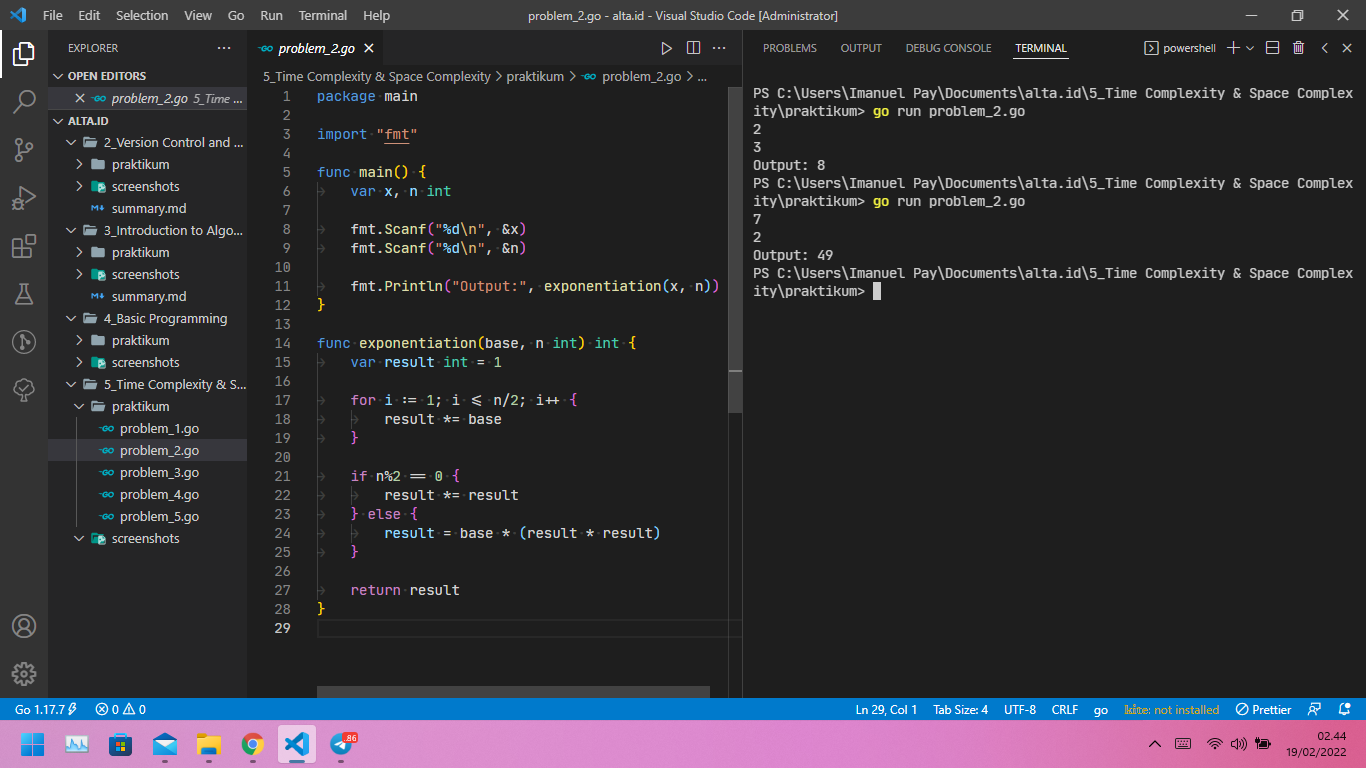 File Edit Selection View Go Run Terminal Help
problem_2.go - alta.id - Visual Studio Code [Administrator]
EXPLORER
OPEN EDITORS
problem_2.go 5_Time ...
ALTA.ID
2_Version Control and ...
praktikum
screenshots
summary.md
3_Introduction to Algo...
praktikum
screenshots
summary.md
4_Basic Programming
praktikum
screenshots
5_Time Complexity & S...
praktikum
problem_1.go
problem_2.go
problem_3.go
problem_4.go
problem_5.go
screenshots
problem_2.go
5_Time Complexity & Space Complexity > praktikum > problem_2.go > ...
1 package main
2
3 import "fmt"
4
5 func main() {
6 var x, n int
7
8 fmt.Scanf("%d\n", &x)
9 fmt.Scanf("%d\n", &n)
10
11 fmt.Println("Output:", exponentiation(x, n))
12 }
13
14 func exponentiation(base, n int) int {
15 var result int = 1
16
17 for i := 1; i <= n/2; i++ {
18 result *= base
19 }
20
21 if n%2 == 0 {
22 result *= result
23 } else {
24 result = base * (result * result)
25 }
26
27 return result
28 }
29
PROBLEMS OUTPUT DEBUG CONSOLE TERMINAL
powershell
PS C:\Users\Imanuel Pay\Documents\alta.id\5_Time Complexity & Space Complex
ity\praktikum> go run problem_2.go
2
3
Output: 8
PS C:\Users\Imanuel Pay\Documents\alta.id\5_Time Complexity & Space Complex
ity\praktikum> go run problem_2.go
7
2
Output: 49
PS C:\Users\Imanuel Pay\Documents\alta.id\5_Time Complexity & Space Complex
ity\praktikum>
Go 1.17.7 0 0 Ln 29, Col 1 Tab Size: 4 UTF-8 CRLF go kite: not installed Prettier
86
02.44
19/02/2022